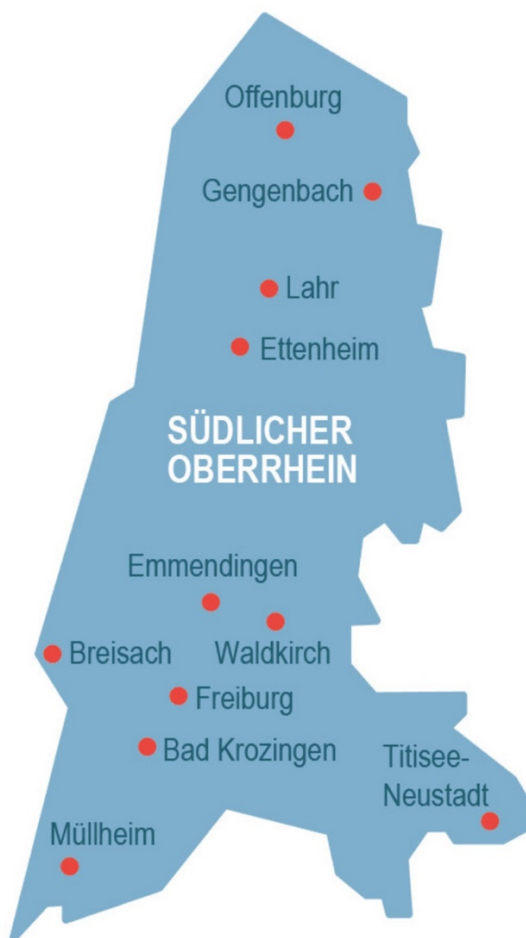 Offenburg
Gengenbach
Lahr
Ettenheim
SÜDLICHER
OBERRHEIN
Emmendingen
Waldkirch
Breisach
Freiburg
Bad Krozingen
Titisee-
Neustadt
Müllheim